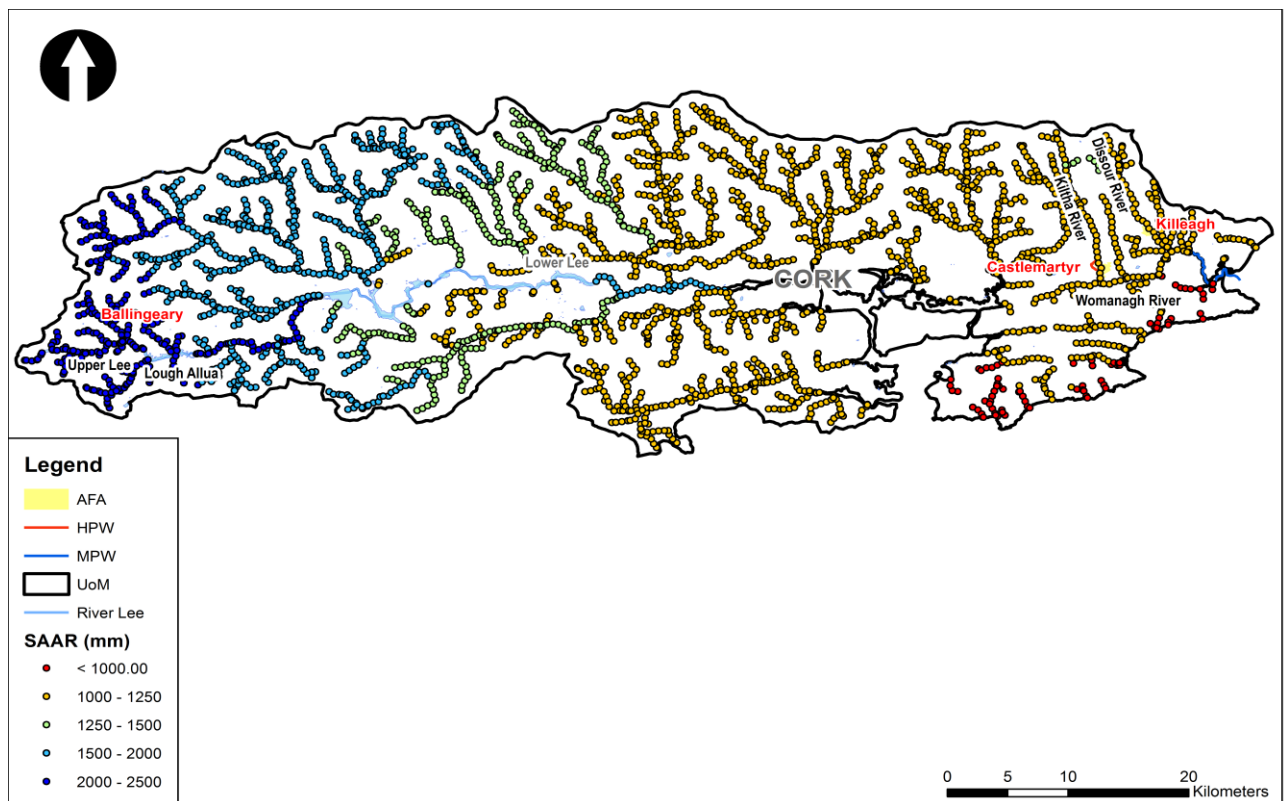 Dissour River
Kiltha River
Killeagh
Lower Lee
Castlemartyr
CORK
Womanagh River
Ballingeary
Upper Lee
Lough Allua
Legend
AFA
HPW
MPW
UoM
River Lee
SAAR (mm)
< 1000.00
1000 - 1250
1250 - 1500
1500 - 2000
2000 - 2500
0 5 10 20
Kilometers